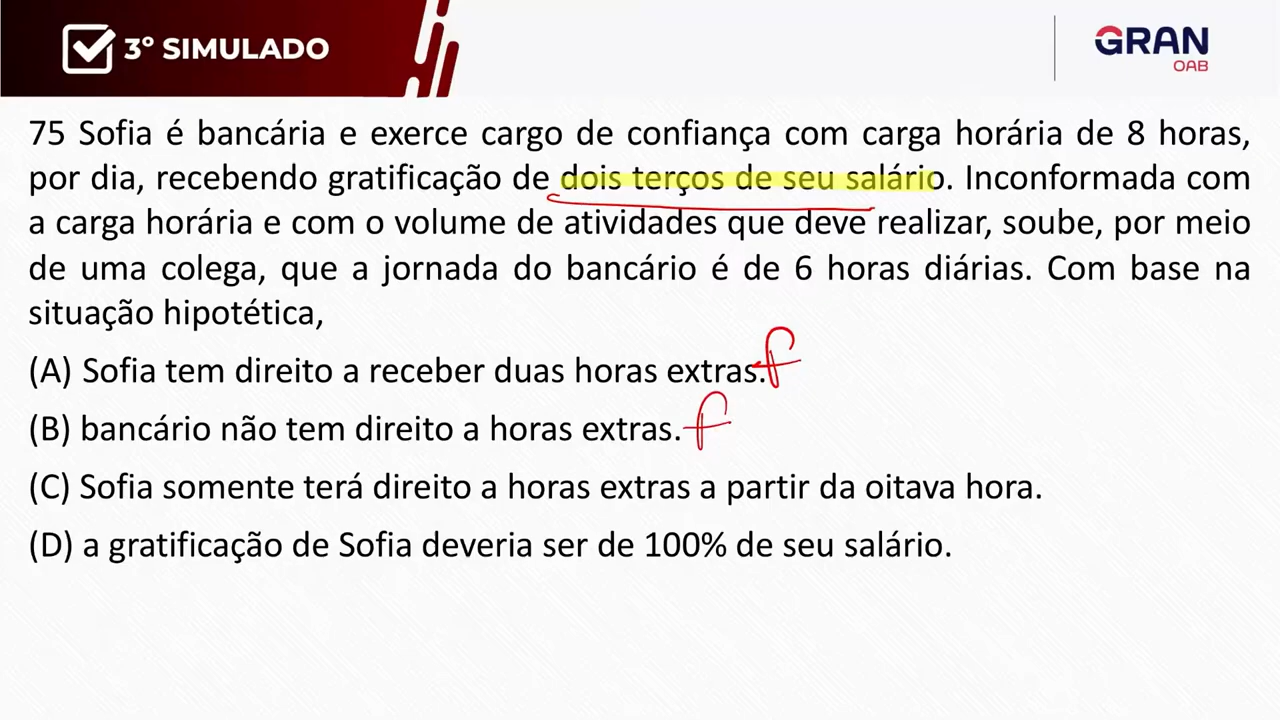 3º SIMULADO
GRAN
OAB
75 Sofia é bancária e exerce cargo de confiança com carga horária de 8 horas,
por dia, recebendo gratificação de dois terços de seu salário. Inconformada com
a carga horária e com o volume de atividades que deve realizar, soube, por meio
de uma colega, que a jornada do bancário é de 6 horas diárias. Com base na
situação hipotética,
(A) Sofia tem direito a receber duas horas extras. f
(B) bancário não tem direito a horas extras. f
(C) Sofia somente terá direito a horas extras a partir da oitava hora.
(D) a gratificação de Sofia deveria ser de 100% de seu salário.